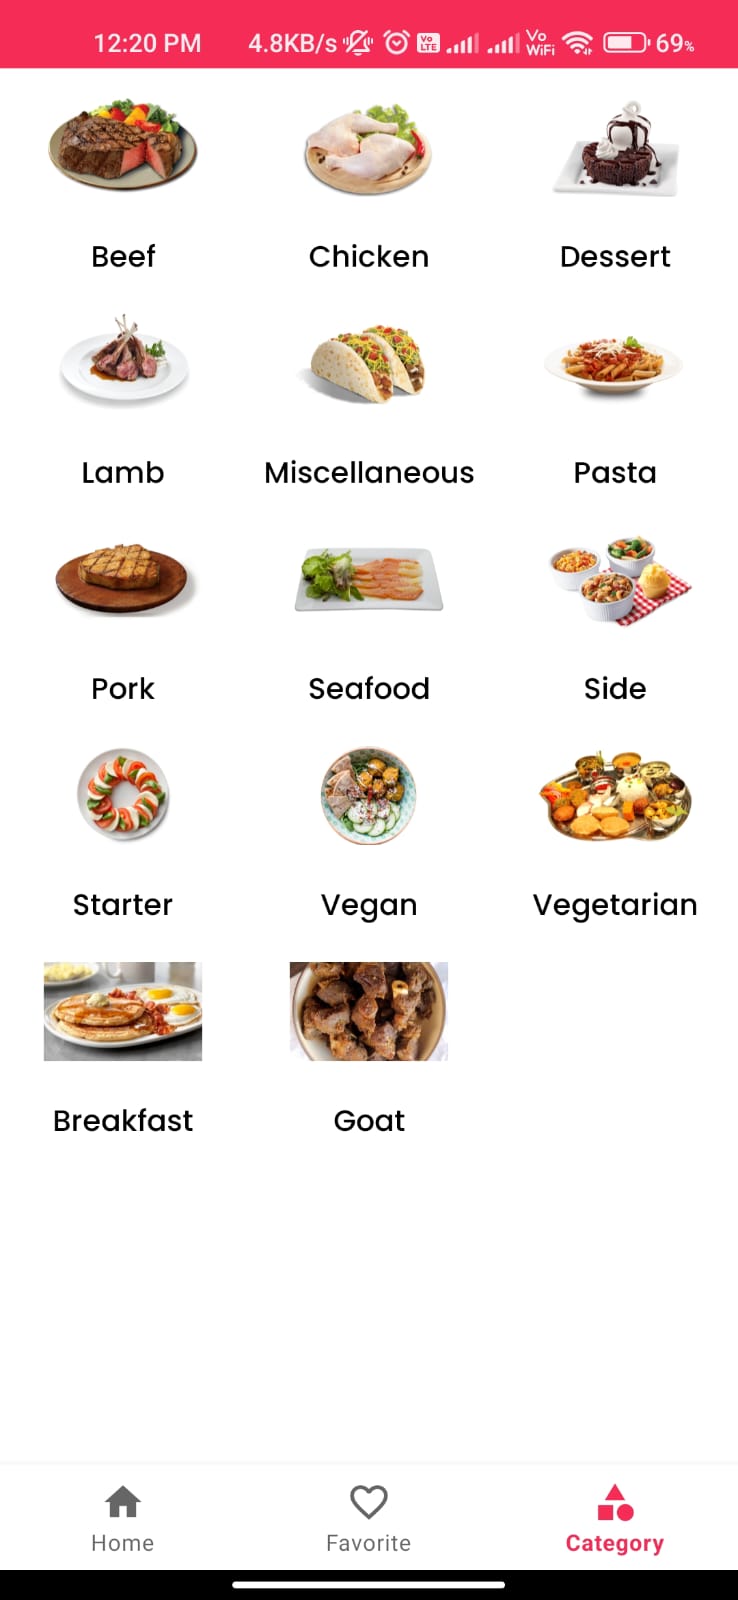 12:20 PM 4.8KB/s Vo LTE Vo WiFi 69%
Beef Chicken Dessert
Lamb Miscellaneous Pasta
Pork Seafood Side
Starter Vegan Vegetarian
Breakfast Goat
Home Favorite Category